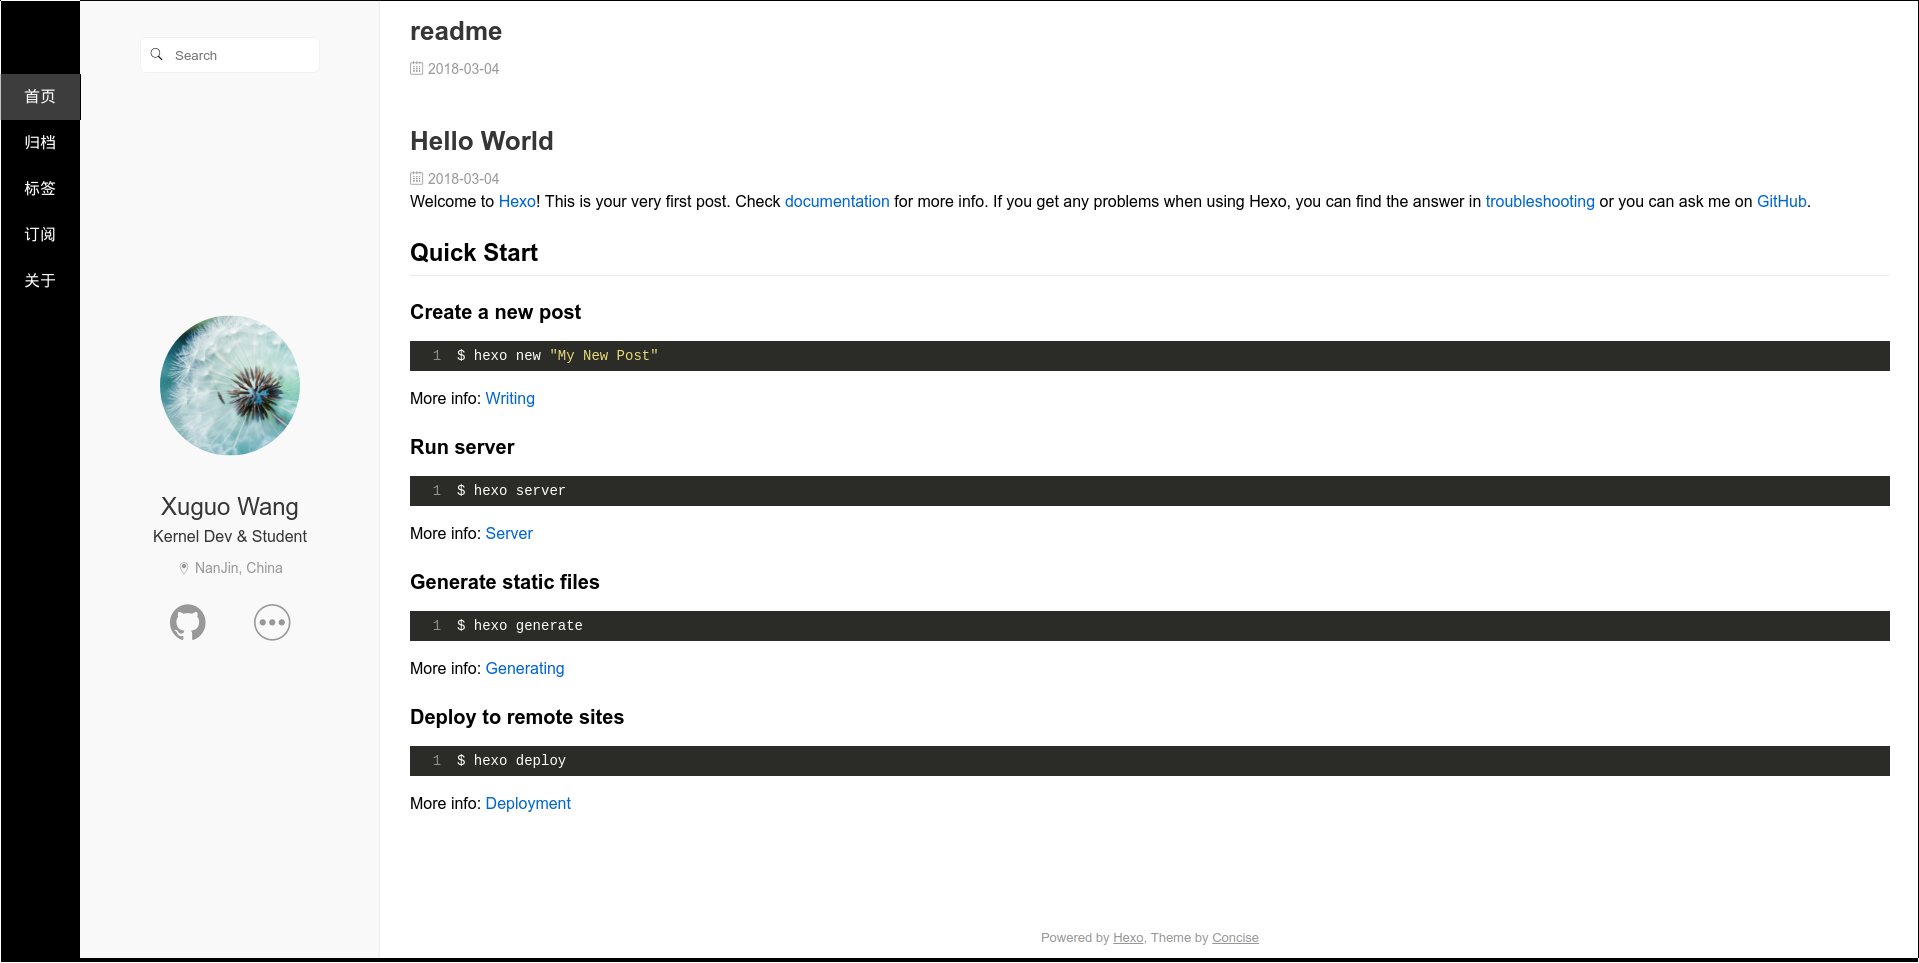 首页
归档
标签
订阅
关于
Search
Xuguo Wang
Kernel Dev & Student
NanJin, China
readme
2018-03-04
Hello World
2018-03-04
Welcome to Hexo! This is your very first post. Check documentation for more info. If you get any problems when using Hexo, you can find the answer in troubleshooting or you can ask me on GitHub.
Quick Start
Create a new post
1 $ hexo new "My New Post"
More info: Writing
Run server
1 $ hexo server
More info: Server
Generate static files
1 $ hexo generate
More info: Generating
Deploy to remote sites
1 $ hexo deploy
More info: Deployment
Powered by Hexo, Theme by Concise